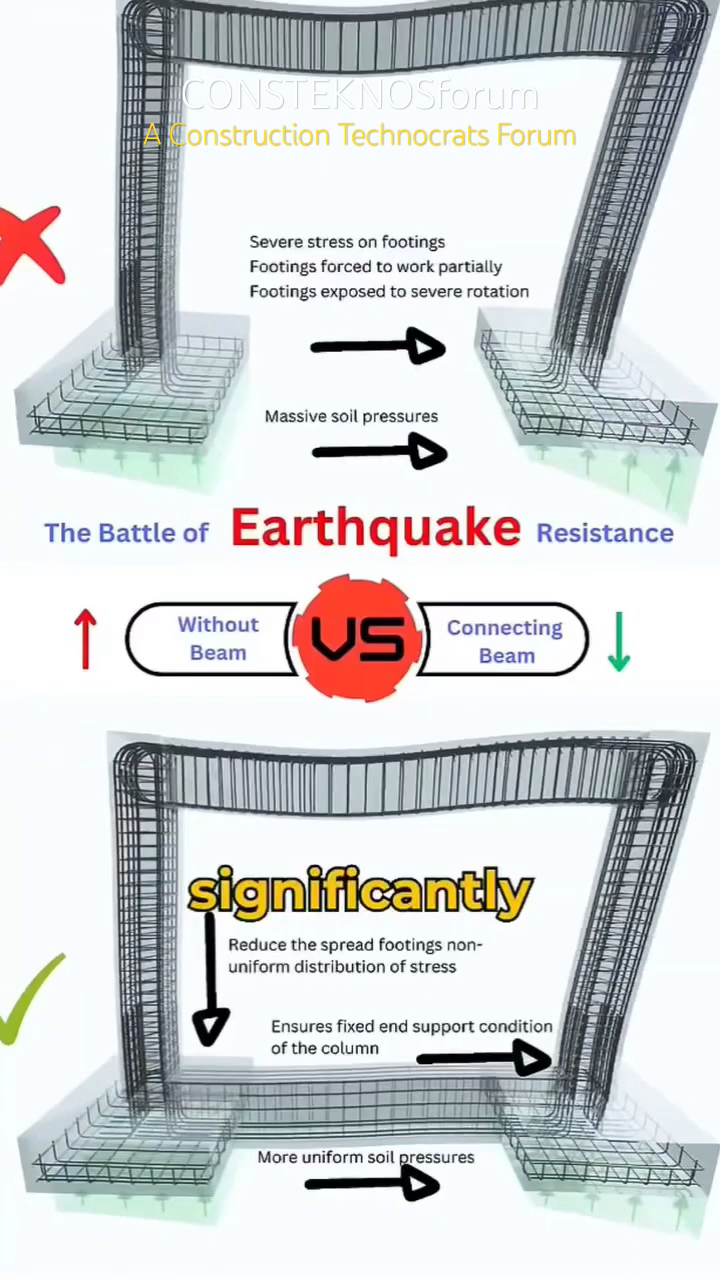 CONSTEKNOSforum
A Construction Technocrats Forum
Severe stress on footings
Footings forced to work partially
Footings exposed to severe rotation
Massive soil pressures
The Battle of Earthquake Resistance
Without
Beam
VS
Connecting
Beam
significantly
Reduce the spread footings non-
uniform distribution of stress
Ensures fixed end support condition
of the column
More uniform soil pressures